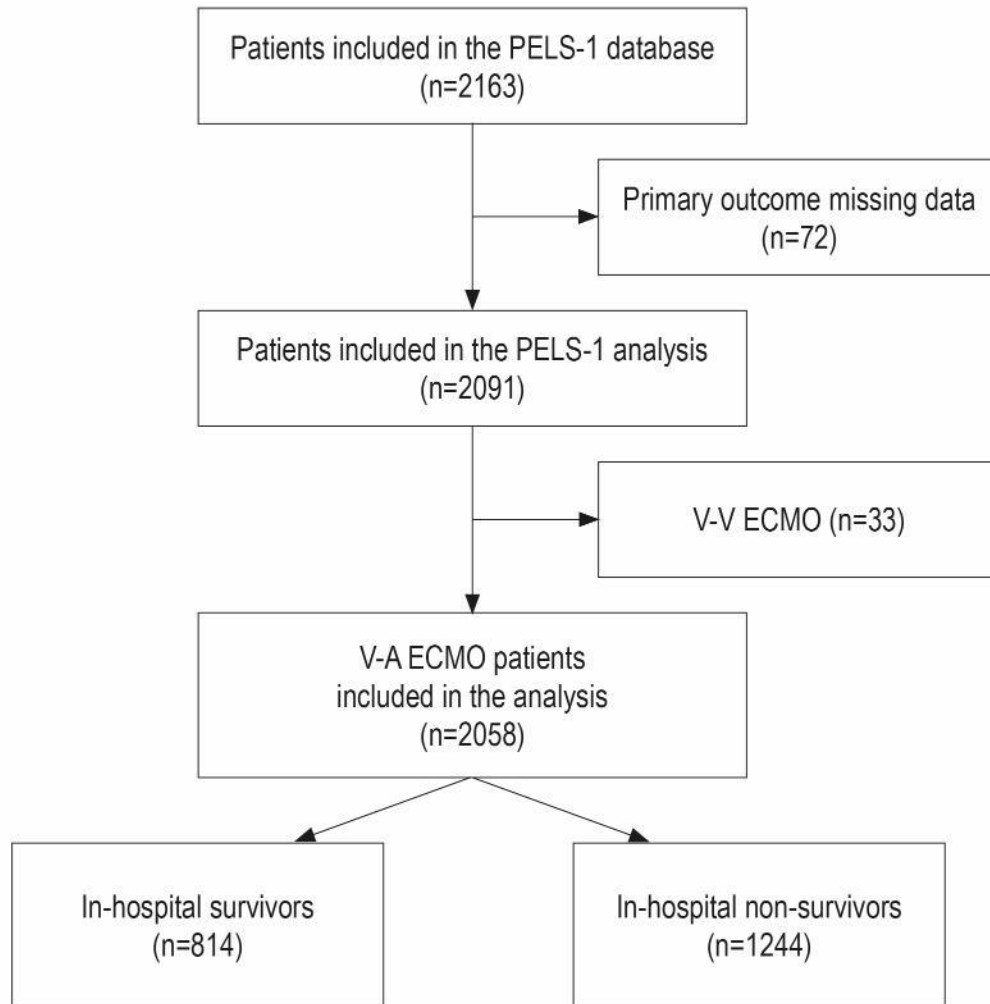 Patients included in the PELS-1 database
(n=2163)
Primary outcome missing data
(n=72)
Patients included in the PELS-1 analysis
(n=2091)
V-V ECMO (n=33)
V-A ECMO patients
included in the analysis
(n=2058)
In-hospital survivors
(n=814)
In-hospital non-survivors
(n=1244)